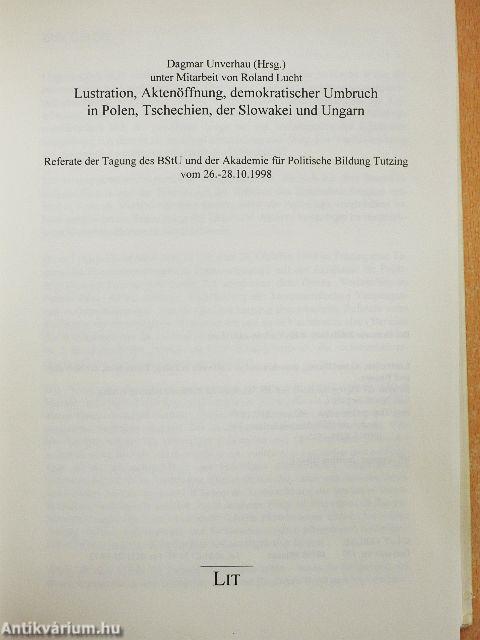 Dagmar Unverhau (Hrsg.)
unter Mitarbeit von Roland Lucht
Lustration, Aktenöffnung, demokratischer Umbruch
in Polen, Tschechien, der Slowakei und Ungarn
Referate der Tagung des BStU und der Akademie für Politische Bildung Tutzing
vom 26.-28.10.1998
LIT
Antikvárium.hu